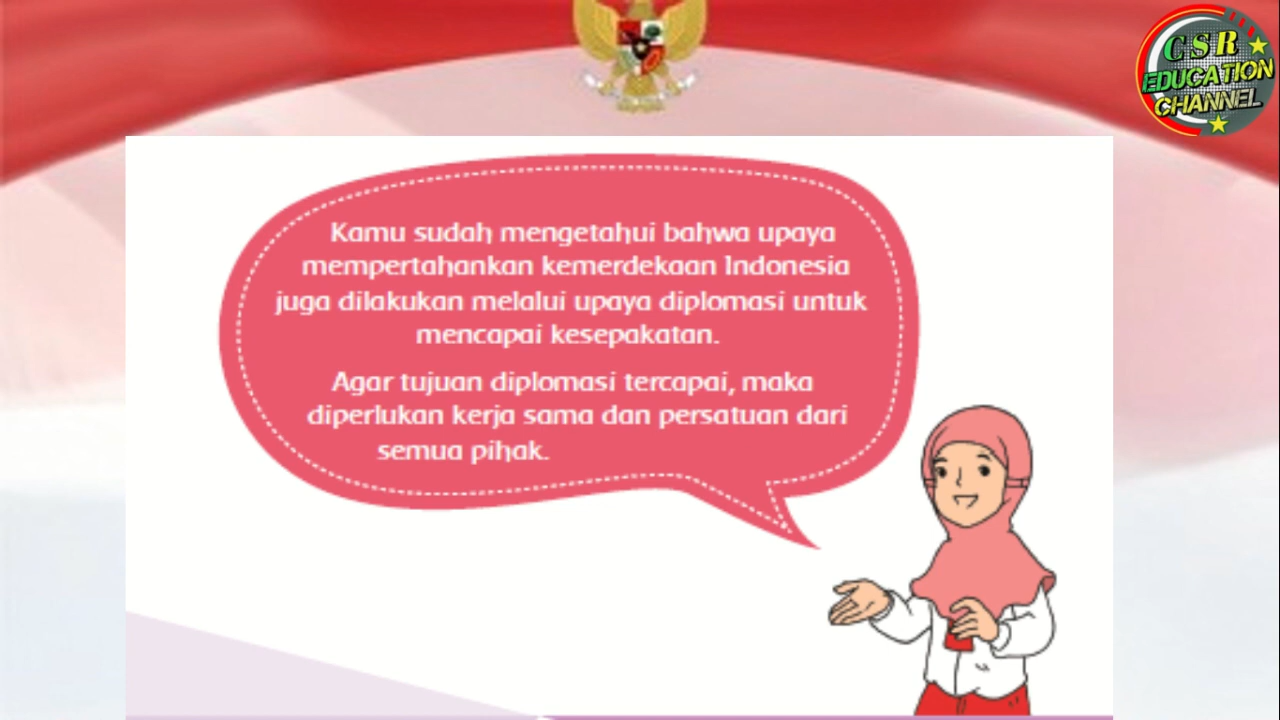 CSR
EDUCATION
CHANNEL
Kamu sudah mengetahui bahwa upaya
mempertahankan kemerdekaan Indonesia
juga dilakukan melalui upaya diplomasi untuk
mencapai kesepakatan.
Agar tujuan diplomasi tercapai, maka
diperlukan kerja sama dan persatuan dari
semua pihak.